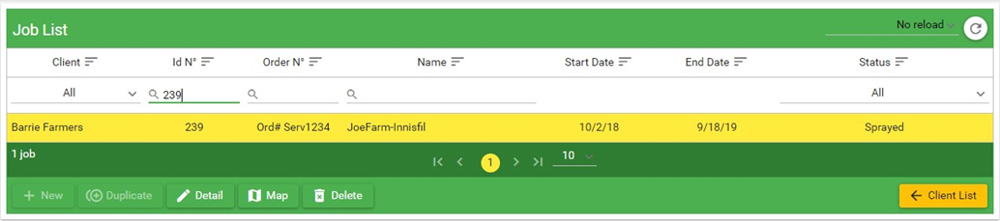 Job List No reload
Client Id N° Order N° Name Start Date End Date Status
All 239 All
Barrie Farmers 239 Ord# Serv1234 JoeFarm-Innisfil 10/2/18 9/18/19 Sprayed
1 job 1 10
New Duplicate Detail Map Delete Client List